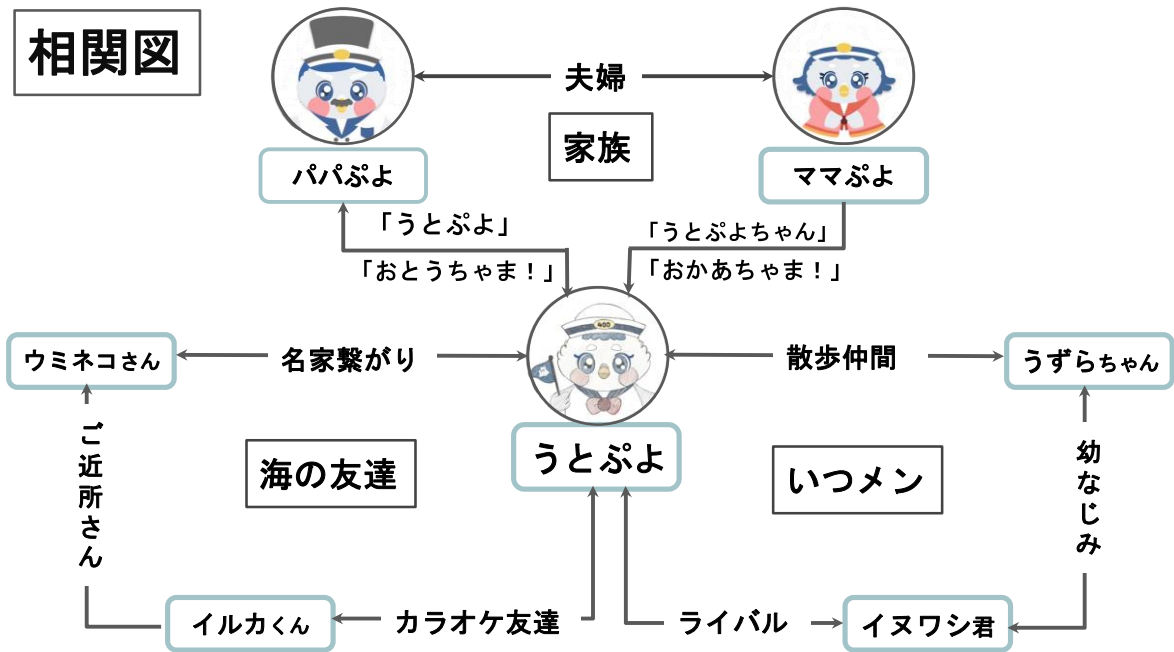 相関図
夫婦
家族
パパぷよ
ママぷよ
「うとぷよ」
「うとぷよちゃん」
「おとうちゃま！」
「おかあちゃま！」
400
ウミネコさん
名家繋がり
散歩仲間
うずらちゃん
うとぷよ
ご近所さん
海の友達
いつメン
幼なじみ
イルカくん
カラオケ友達
ライバル
イヌワシ君